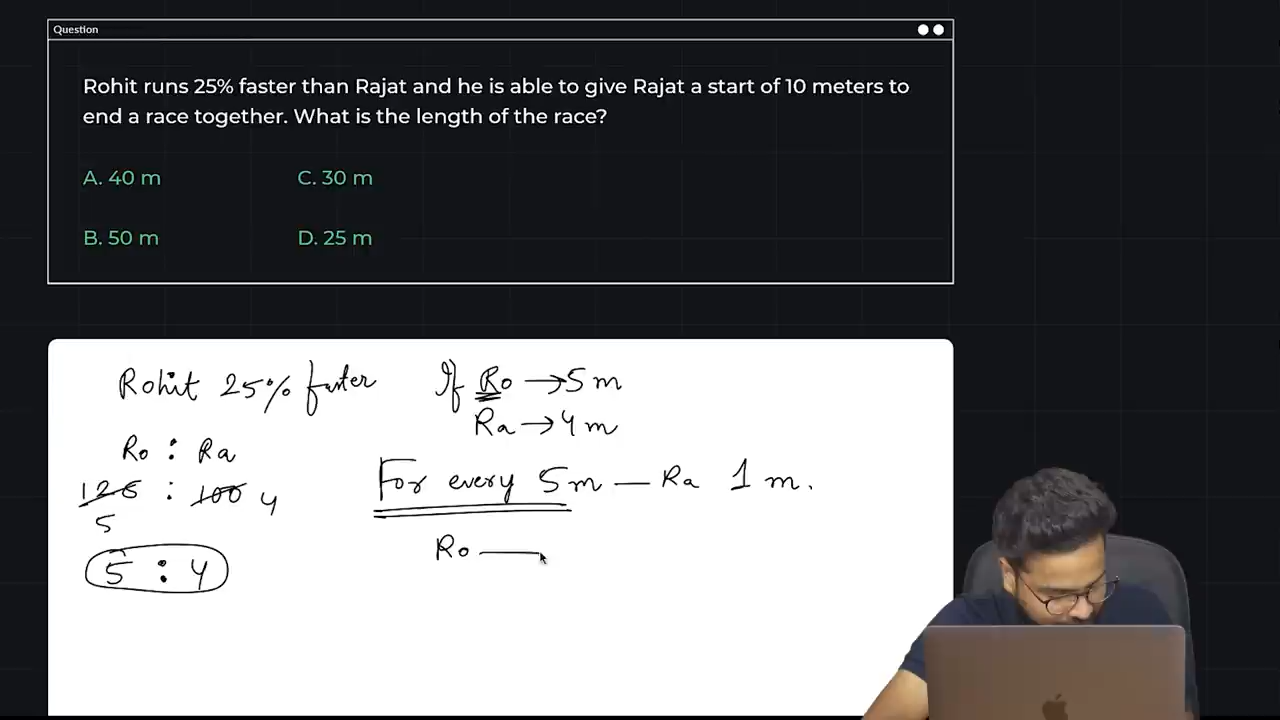 Question
Rohit runs 25% faster than Rajat and he is able to give Rajat a start of 10 meters to
end a race together. What is the length of the race?
A. 40 m
C. 30 m
B. 50 m
D. 25 m
Rohit 25% faster
Ro : Ra
125 : 100 4
5
5 : 4
If Ro → 5 m
Ra → 4 m
For every 5m — Ra 1 m.
Ro —